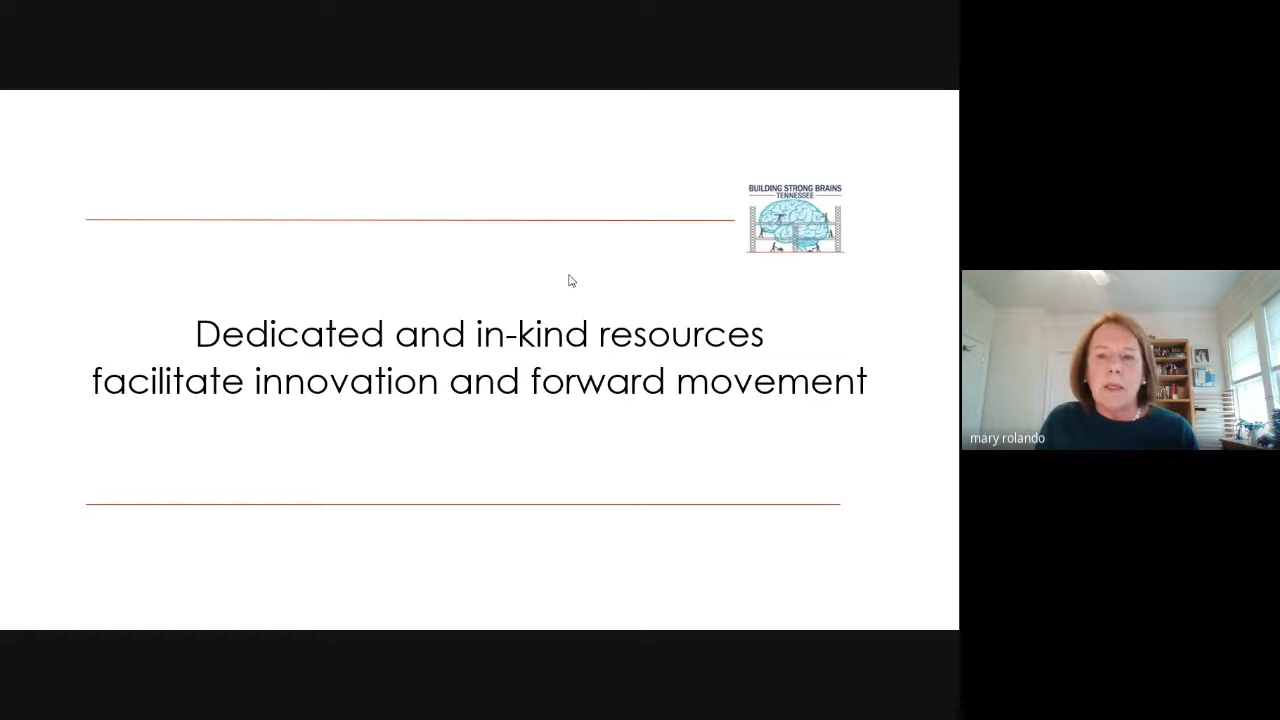 BUILDING STRONG BRAINS
TENNESSEE
Dedicated and in-kind resources
facilitate innovation and forward movement
mary rolando